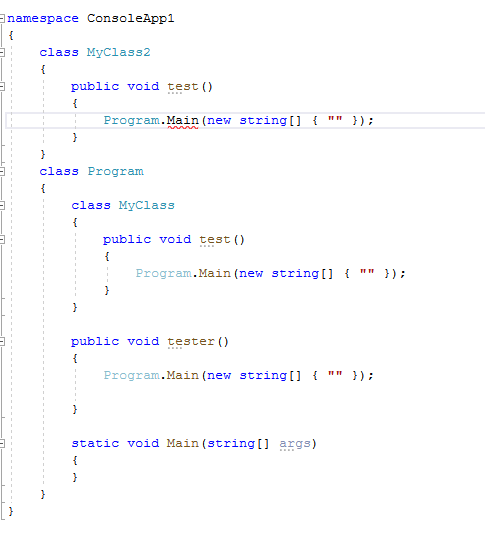 namespace ConsoleApp1
{
class MyClass2
{
public void test()
{
Program.Main(new string[] { "" });
}
}
class Program
{
class MyClass
{
public void test()
{
Program.Main(new string[] { "" });
}
}
public void tester()
{
Program.Main(new string[] { "" });
}
static void Main(string[] args)
{
}
}
}